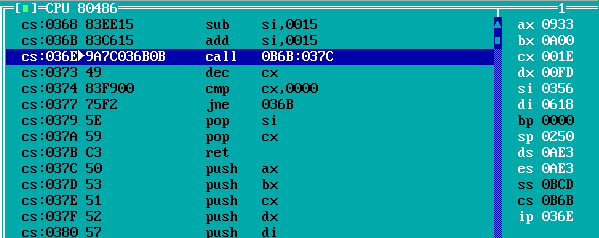 [■]=CPU 80486 1
cs:0368 83EE15 sub si,0015 ax 0933
cs:036B 83C615 add si,0015 bx 0A00
cs:036E▶9A7C036B0B call 0B6B:037C cx 001E
cs:0373 49 dec cx dx 00FD
cs:0374 83F900 cmp cx,0000 si 0356
cs:0377 75F2 jne 036B di 0618
cs:0379 5E pop si bp 0000
cs:037A 59 pop cx sp 0250
cs:037B C3 ret ds 0AE3
cs:037C 50 push ax es 0AE3
cs:037D 53 push bx ss 0BCD
cs:037E 51 push cx cs 0B6B
cs:037F 52 push dx ip 036E
cs:0380 57 push di